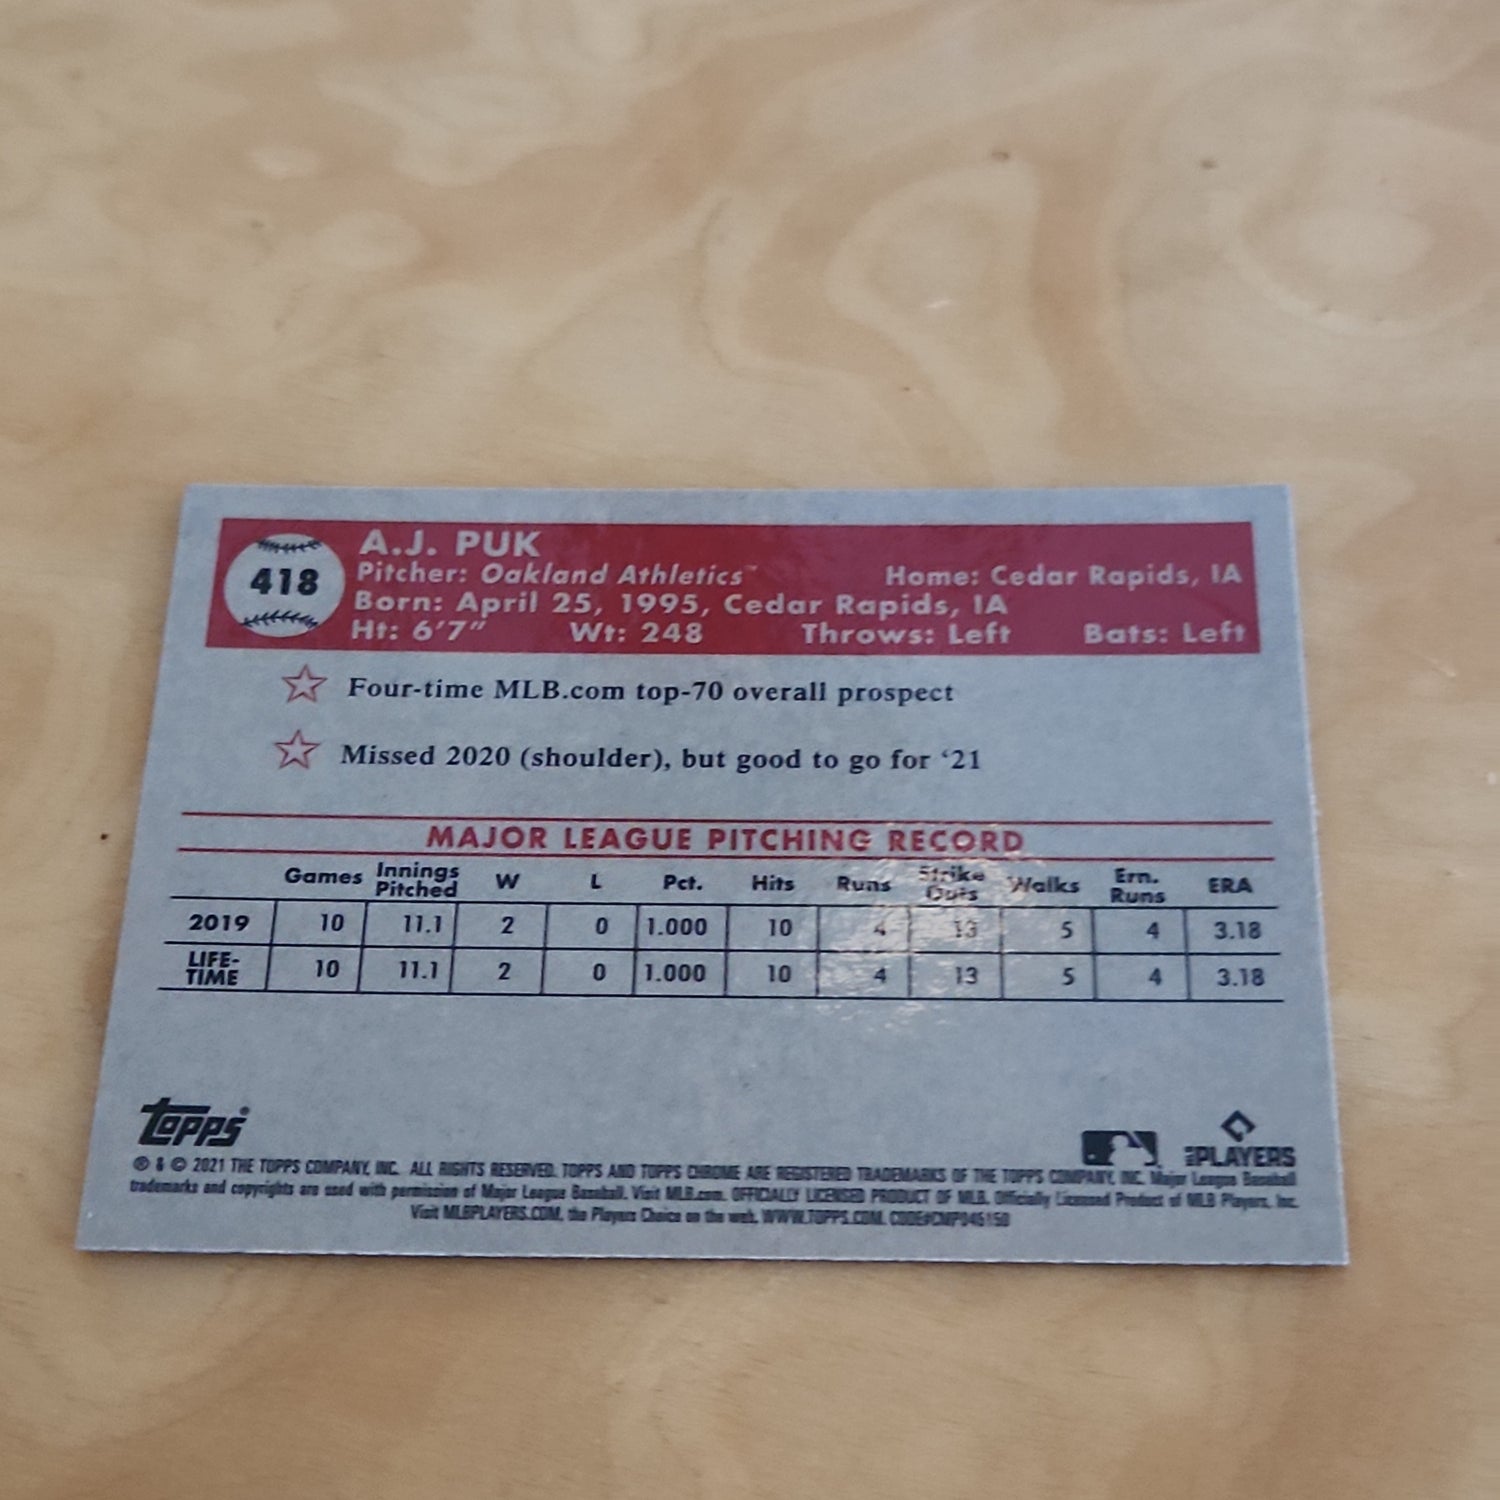 418
A.J. PUK
Pitcher: Oakland Athletics™ Home: Cedar Rapids, IA
Born: April 25, 1995, Cedar Rapids, IA
Ht: 6'7" Wt: 248 Throws: Left Bats: Left
Four-time MLB.com top-70 overall prospect
Missed 2020 (shoulder), but good to go for ‘21
MAJOR LEAGUE PITCHING RECORD
Games Innings Pitched W L Pct. Hits Runs Strike Outs Walks Ern. Runs ERA
2019 10 11.1 2 0 1.000 10 4 13 5 4 3.18
LIFE-TIME 10 11.1 2 0 1.000 10 4 13 5 4 3.18
Topps
PLAYERS
® & © 2021 THE TOPPS COMPANY, INC. ALL RIGHTS RESERVED. TOPPS AND TOPPS CHROME ARE REGISTERED TRADEMARKS OF THE TOPPS COMPANY, INC. Major League Baseball
trademarks and copyrights are used with permission of Major League Baseball. Visit MLB.com. OFFICIALLY LICENSED PRODUCT OF MLB. Officially Licensed Product of MLB Players, Inc.
Visit MLBPLAYERS.COM, the Players Choice on the web. WWW.TOPPS.COM. CODE#CMP046150